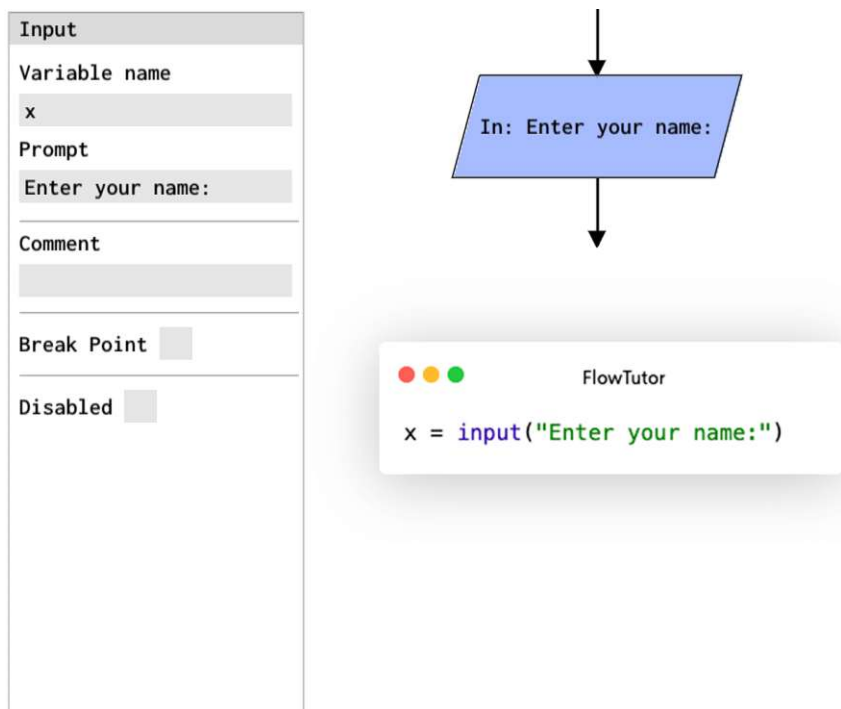 Input
Variable name
x
Prompt
Enter your name:
Comment
Break Point
Disabled
In: Enter your name:
FlowTutor
x = input("Enter your name:")